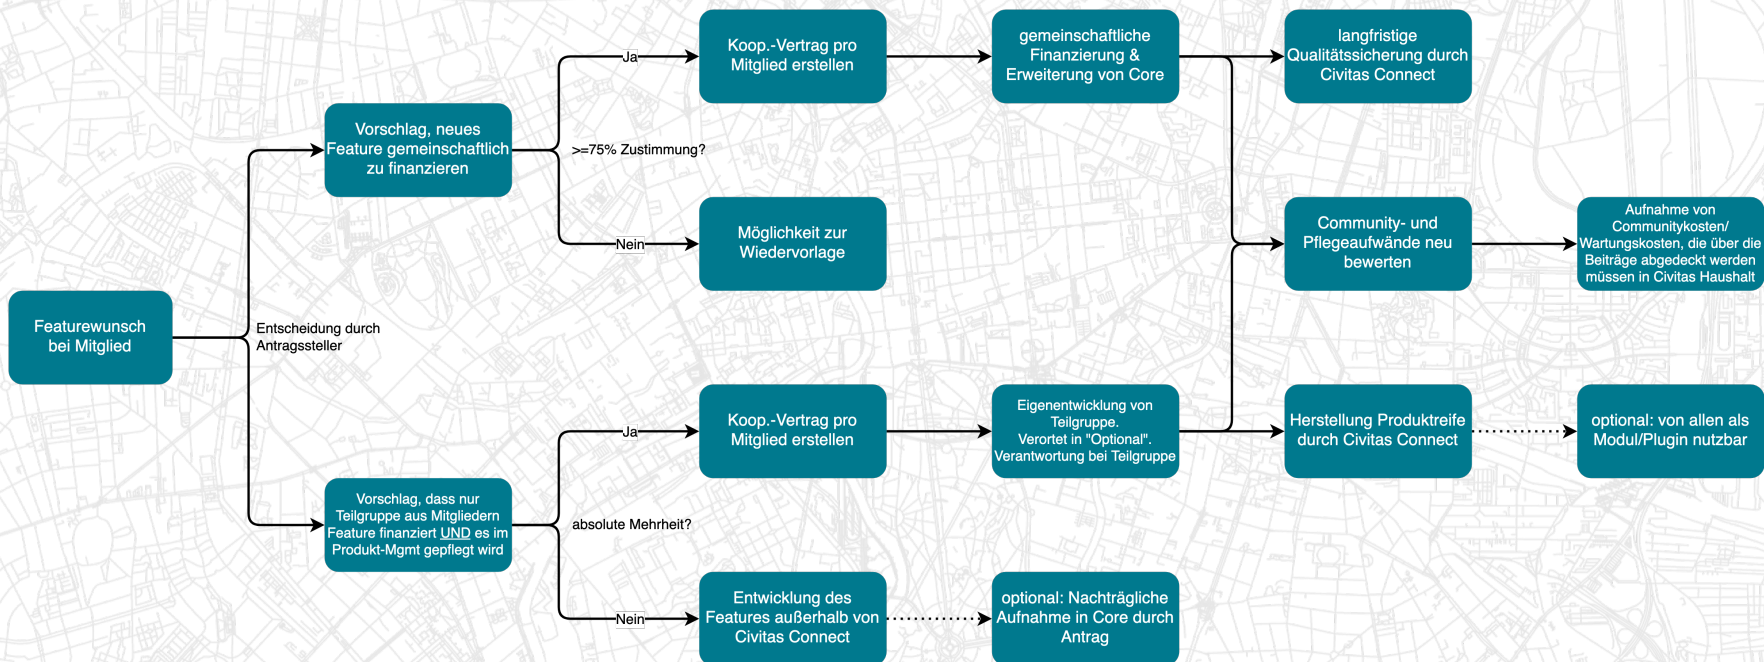 Featurewunsch
bei Mitglied
Entscheidung durch
Antragssteller
Vorschlag, neues
Feature gemeinschaftlich
zu finanzieren
>=75% Zustimmung?
Ja
Koop.-Vertrag pro
Mitglied erstellen
gemeinschaftliche
Finanzierung &
Erweiterung von Core
langfristige
Qualitätssicherung durch
Civitas Connect
Nein
Möglichkeit zur
Wiedervorlage
Community- und
Pflegeaufwände neu
bewerten
Aufnahme von
Communitykosten/
Wartungskosten, die über die
Beiträge abgedeckt werden
müssen in Civitas Haushalt
Vorschlag, dass nur
Teilgruppe aus Mitgliedern
Feature finanziert UND es im
Produkt-Mgmt gepflegt wird
absolute Mehrheit?
Ja
Koop.-Vertrag pro
Mitglied erstellen
Eigenentwicklung von
Teilgruppe.
Verortet in "Optional".
Verantwortung bei Teilgruppe
Herstellung Produktreife
durch Civitas Connect
optional: von allen als
Modul/Plugin nutzbar
Nein
Entwicklung des
Features außerhalb von
Civitas Connect
optional: Nachträgliche
Aufnahme in Core durch
Antrag